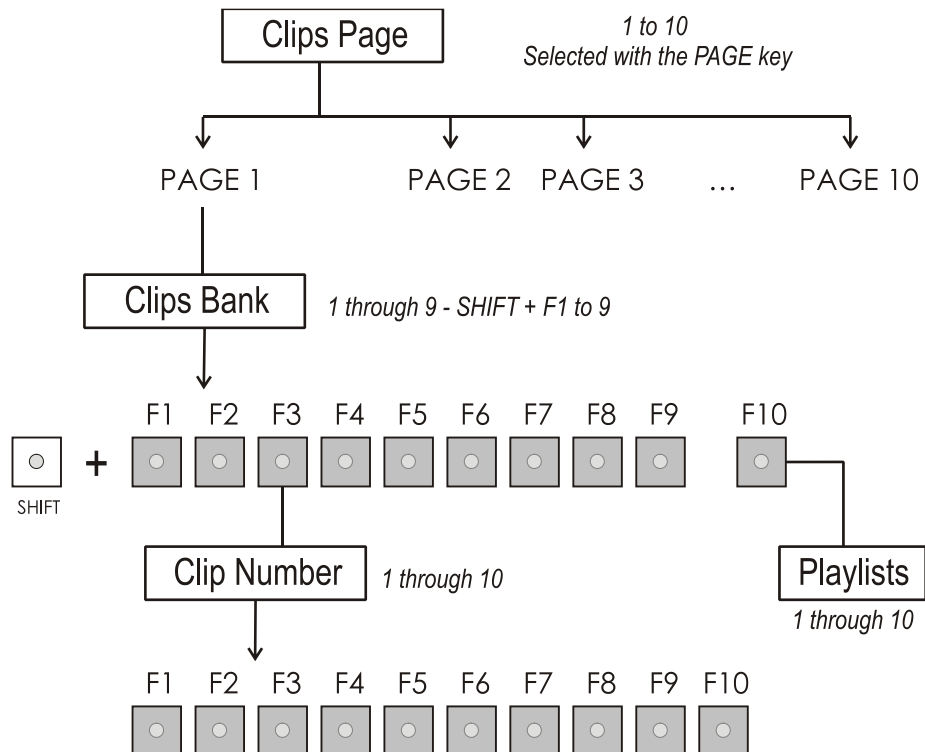 Clips Page
1 to 10
Selected with the PAGE key
PAGE 1 PAGE 2 PAGE 3 ... PAGE 10
Clips Bank
1 through 9 - SHIFT + F1 to 9
F1 F2 F3 F4 F5 F6 F7 F8 F9 F10
+
SHIFT
Clip Number
1 through 10
Playlists
1 through 10
F1 F2 F3 F4 F5 F6 F7 F8 F9 F10